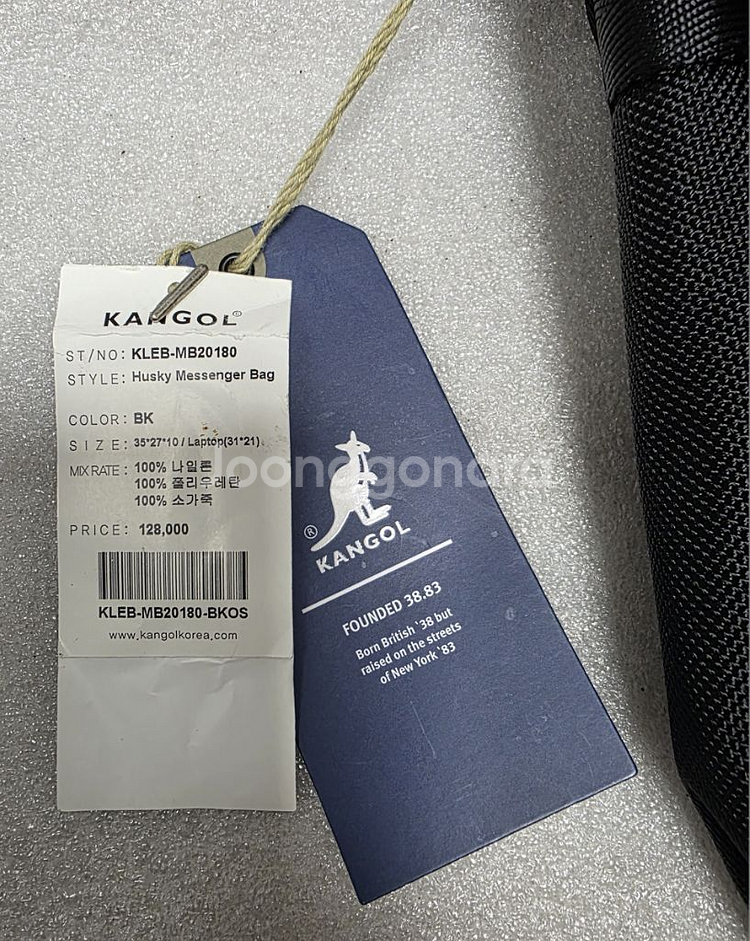 KANGOL®
ST/NO: KLEB-MB20180
STYLE: Husky Messenger Bag
COLOR: BK
SIZE: 35*27*10 / Laptop(31*21)
MIX RATE: 100% 나일론
100% 폴리우레탄
100% 소가죽
PRICE: 128,000
KLEB-MB20180-BKOS
www.kangolkorea.com
joonggonara
® KANGOL
FOUNDED 38.83
Born British '38 but
raised on the streets
of New York '83